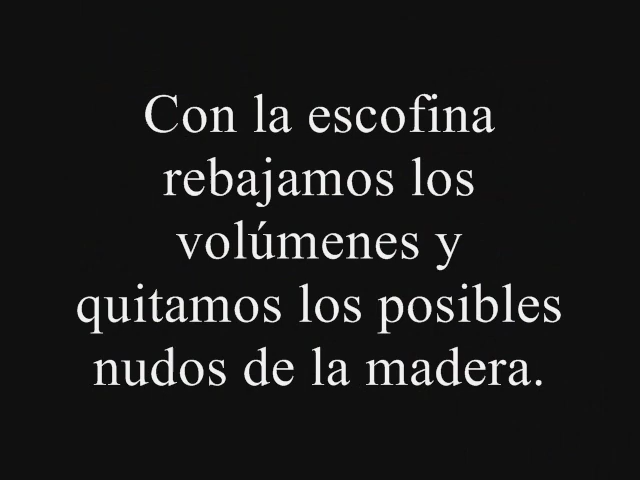 Con la escofina
rebajamos los
volúmenes y
quitamos los posibles
nudos de la madera.